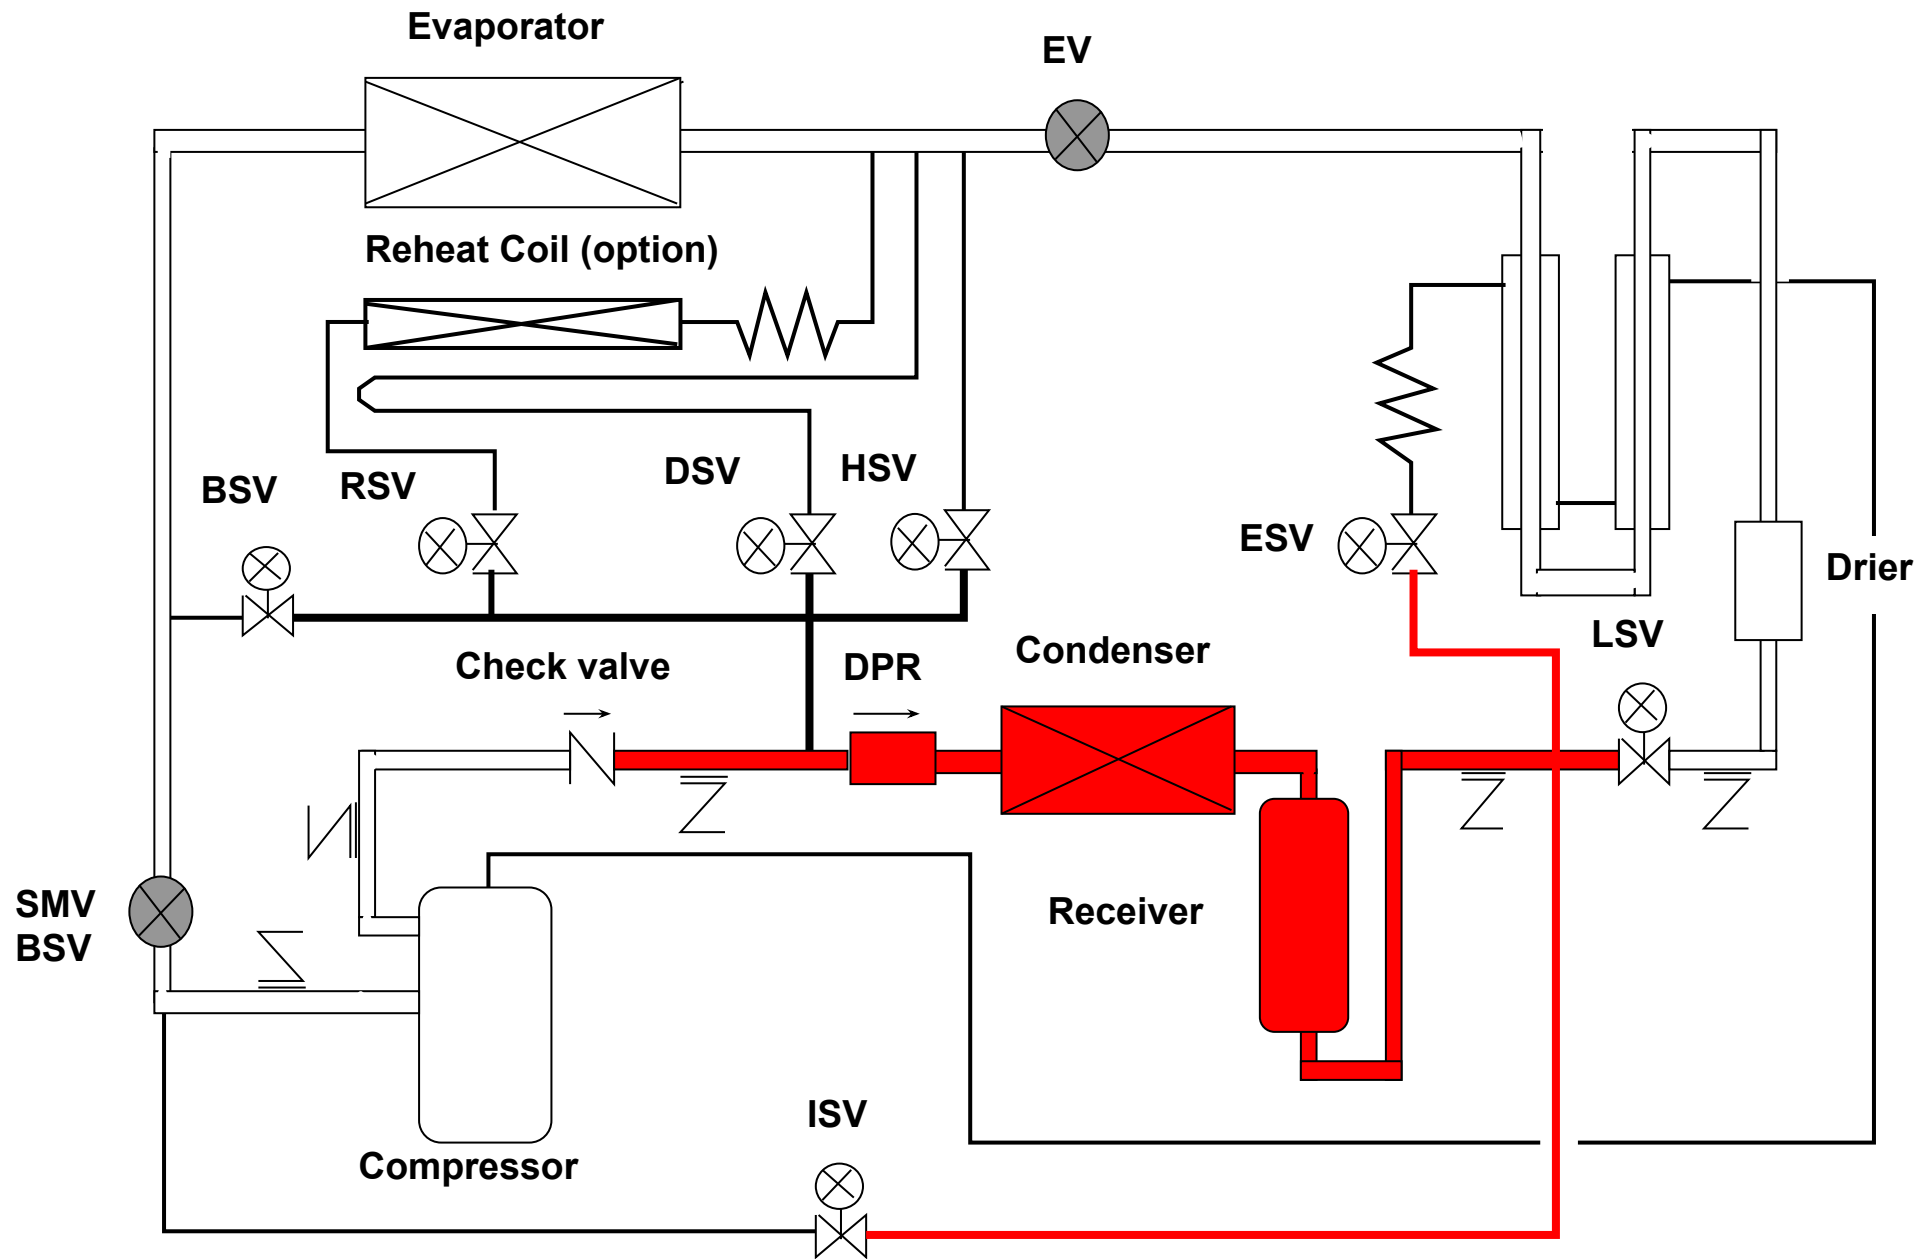 Evaporator
EV
Reheat Coil (option)
BSV
RSV
DSV
HSV
ESV
Drier
LSV
Check valve
DPR
Condenser
SMV
BSV
Receiver
ISV
Compressor